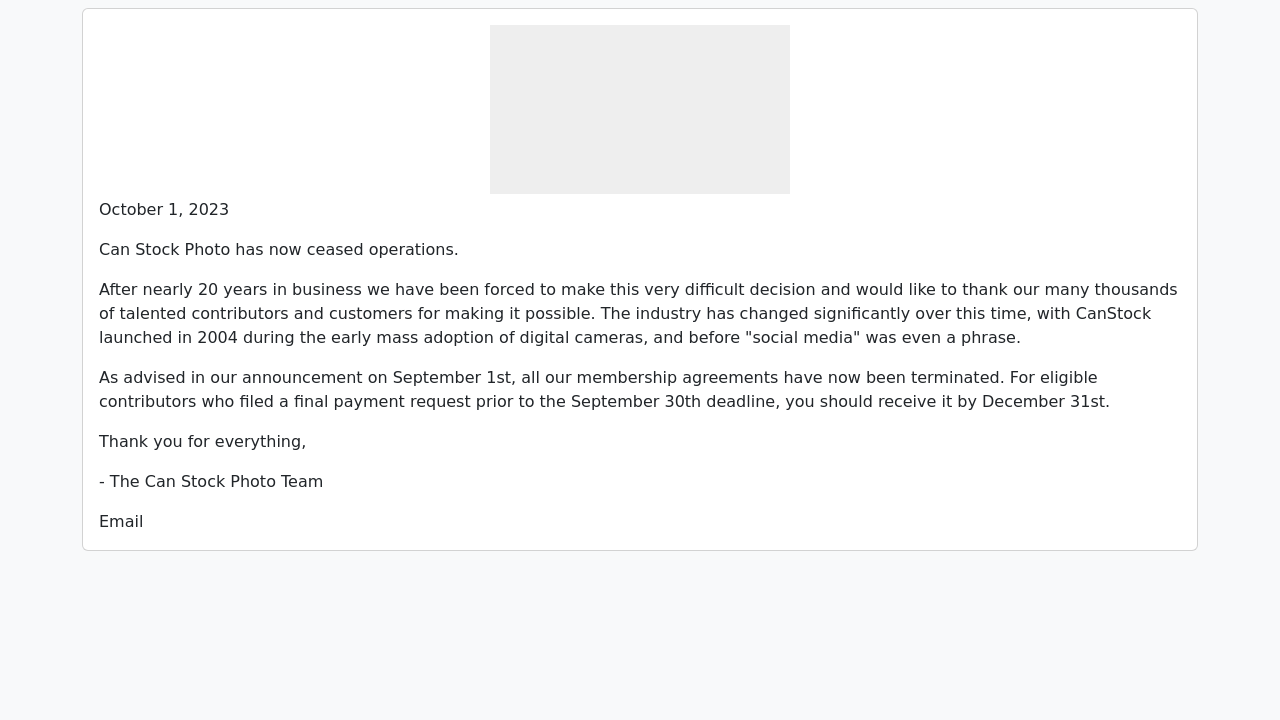 October 1, 2023
Can Stock Photo has now ceased operations.
After nearly 20 years in business we have been forced to make this very difficult decision and would like to thank our many thousands
of talented contributors and customers for making it possible. The industry has changed significantly over this time, with CanStock
launched in 2004 during the early mass adoption of digital cameras, and before "social media" was even a phrase.
As advised in our announcement on September 1st, all our membership agreements have now been terminated. For eligible
contributors who filed a final payment request prior to the September 30th deadline, you should receive it by December 31st.
Thank you for everything,
- The Can Stock Photo Team
Email